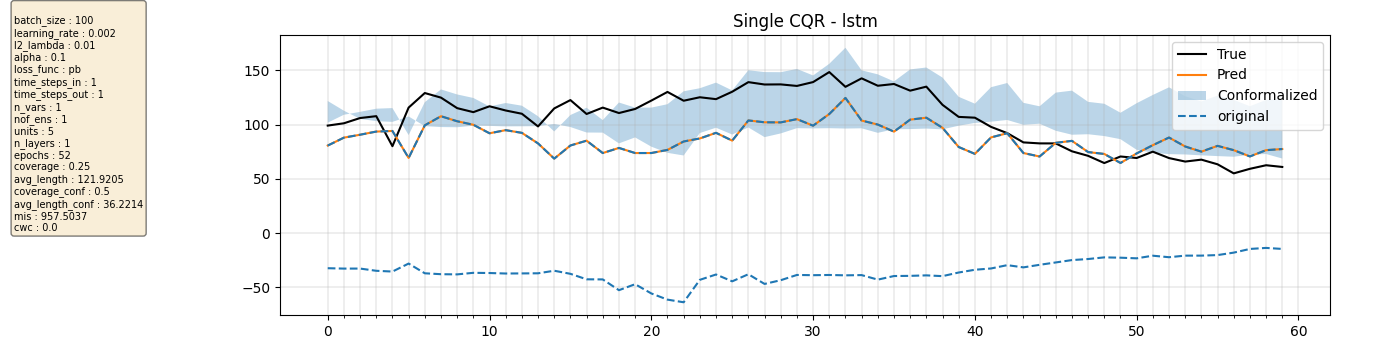 batch_size : 100
learning_rate : 0.002
l2_lambda : 0.01
alpha : 0.1
loss_func : pb
time_steps_in : 1
time_steps_out : 1
n_vars : 1
nof_ens : 1
units : 5
n_layers : 1
epochs : 52
coverage : 0.25
avg_length : 121.9205
coverage_conf : 0.5
avg_length_conf : 36.2214
mis : 957.5037
cwc : 0.0
Single CQR - lstm
150
100
50
0
−50
0 10 20 30 40 50 60
True
Pred
Conformalized
original